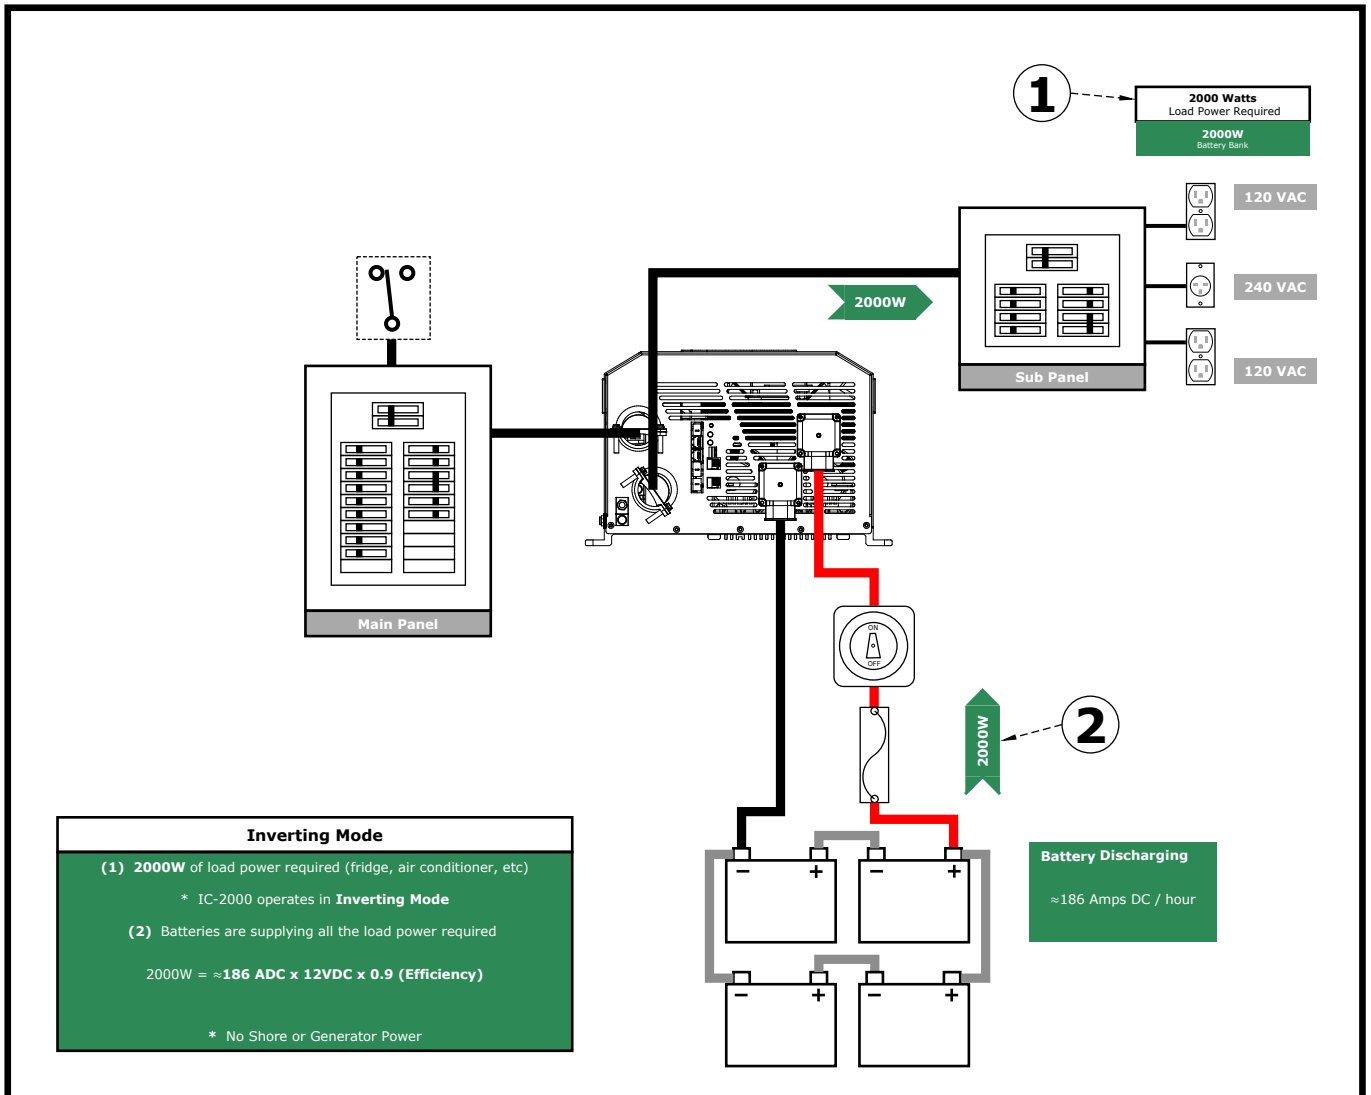 1
2000 Watts
Load Power Required
2000W
Battery Bank
120 VAC
240 VAC
120 VAC
2000W
Sub Panel
Main Panel
ON
OFF
2000W
2
Inverting Mode
(1) 2000W of load power required (fridge, air conditioner, etc)
* IC-2000 operates in Inverting Mode
(2) Batteries are supplying all the load power required
2000W = ≈186 ADC x 12VDC x 0.9 (Efficiency)
* No Shore or Generator Power
− + − +
− + − +
Battery Discharging
≈186 Amps DC / hour